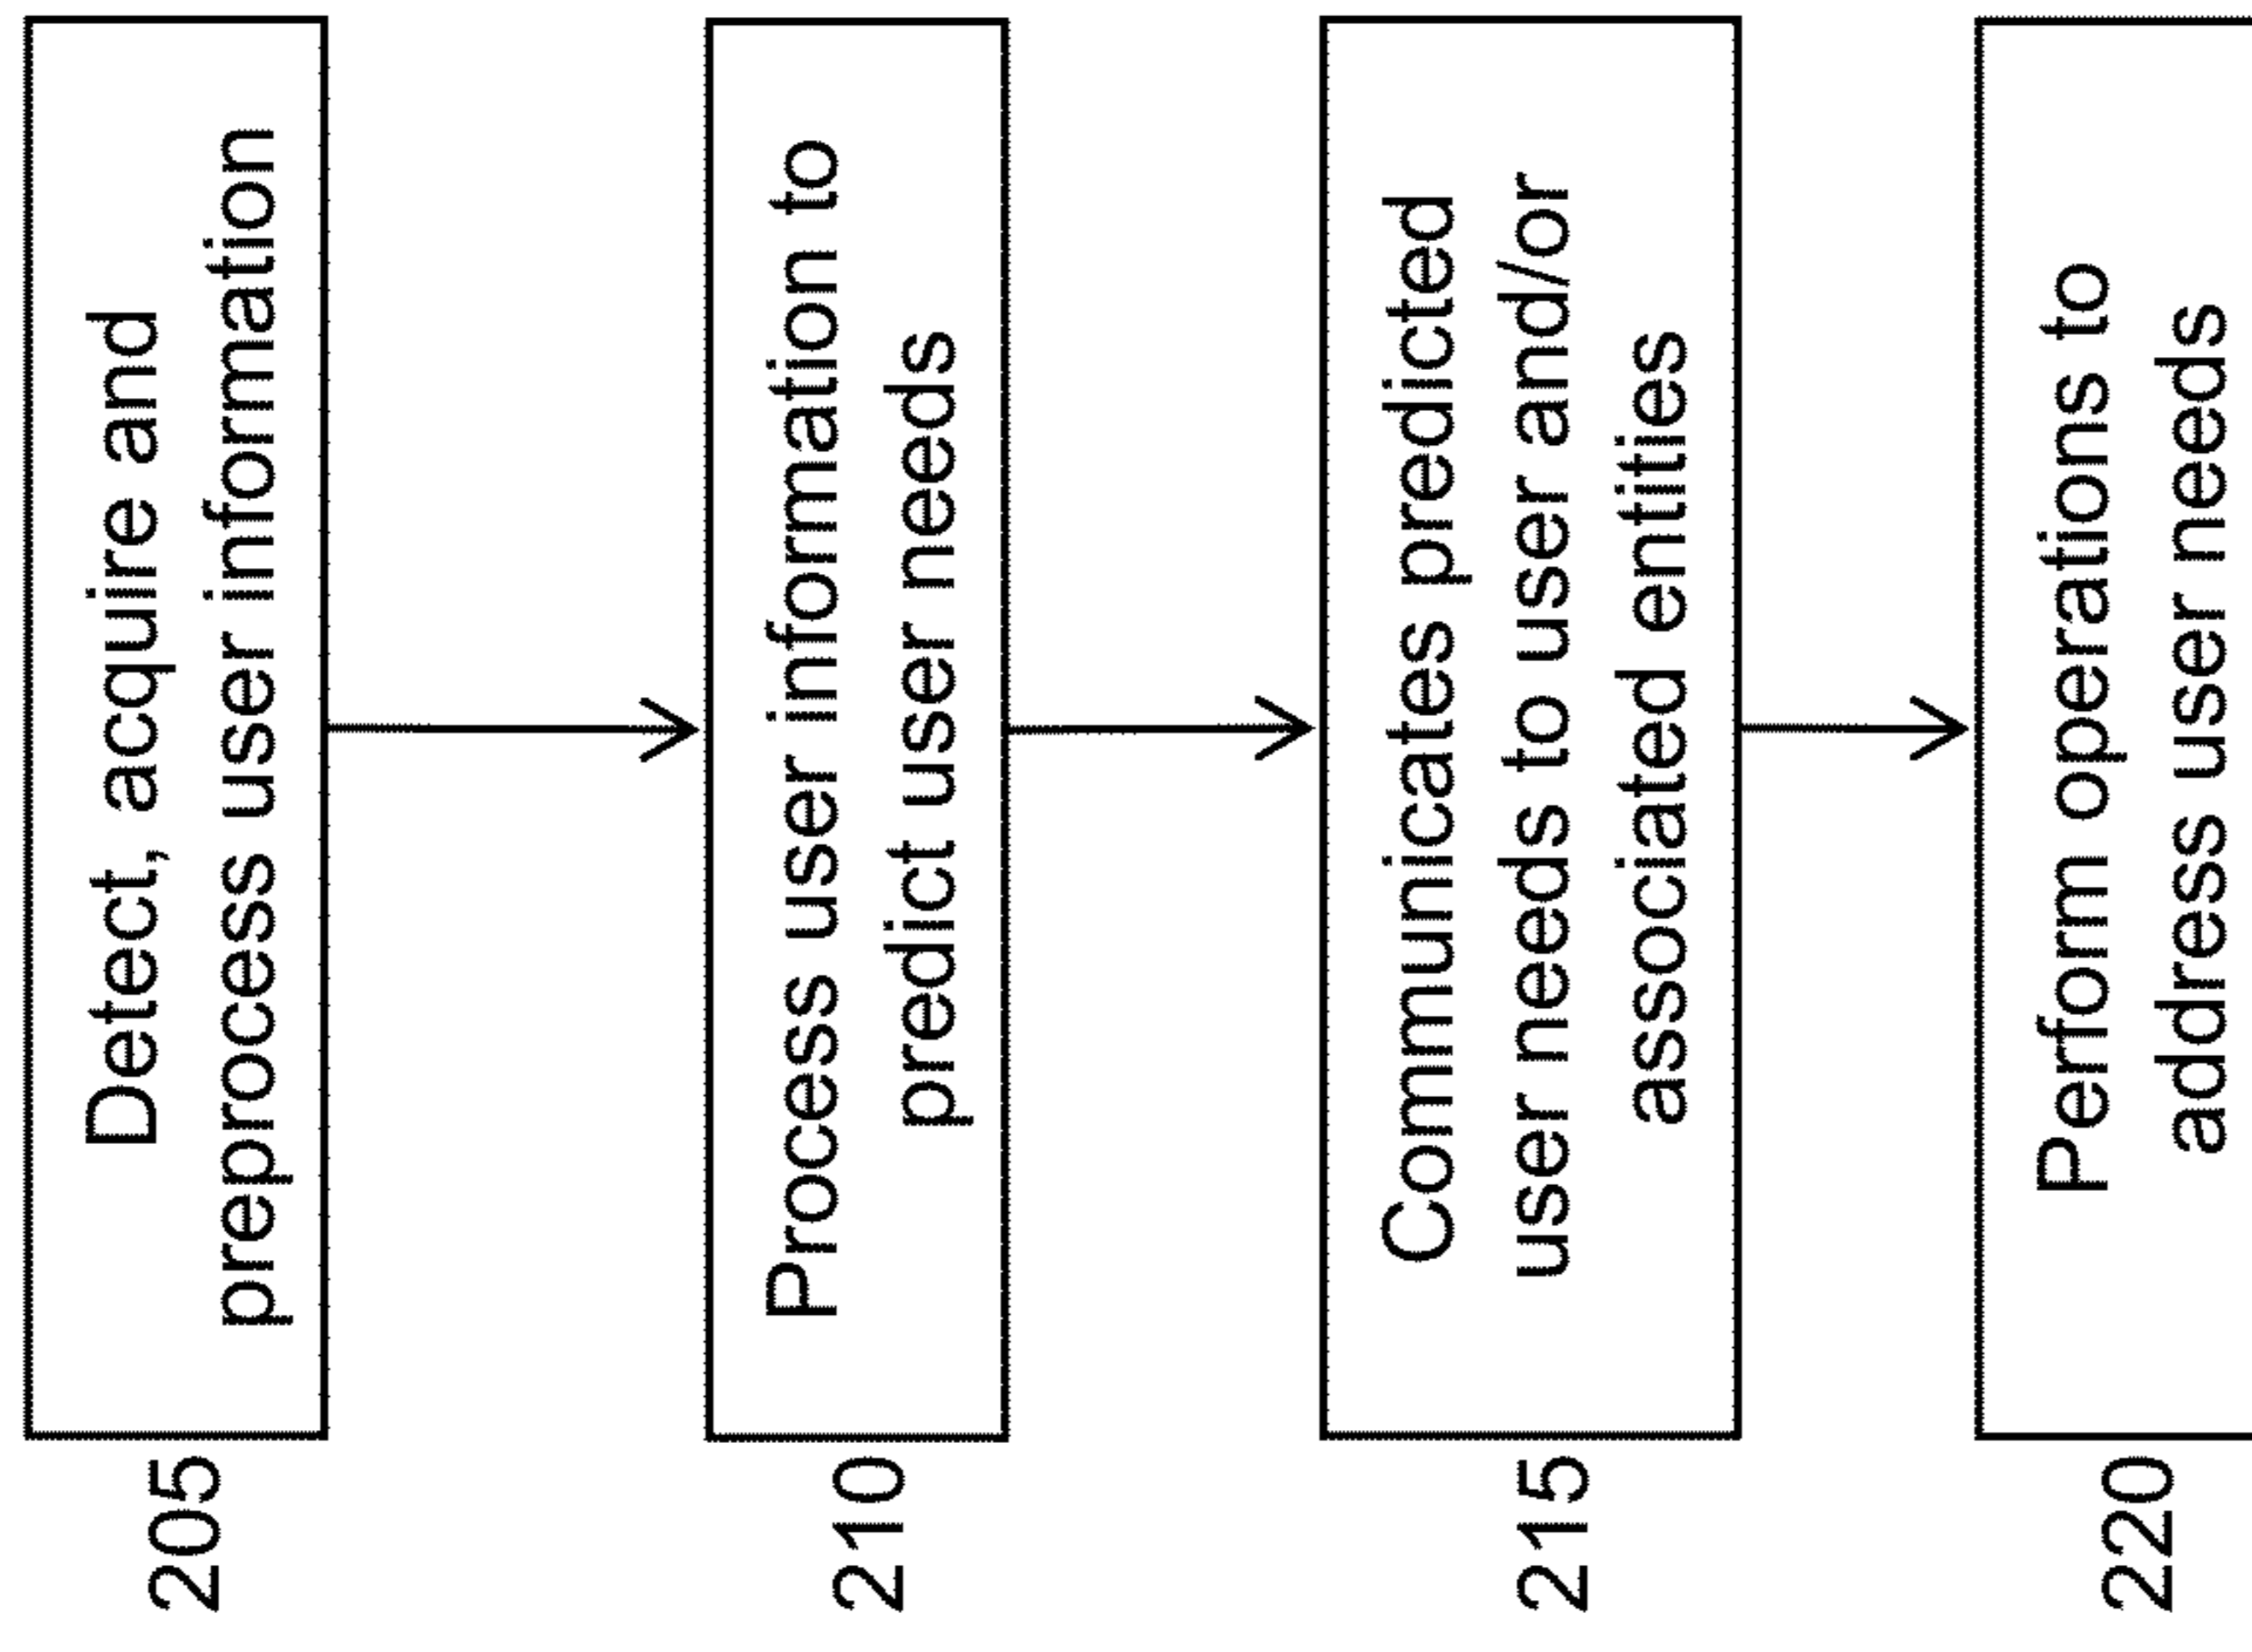 205
Detect, acquire and
preprocess user information
210
Process user information to
predict user needs
215
Communicates predicted
user needs to user and/or
associated entities
220
Perform operations to
address user needs